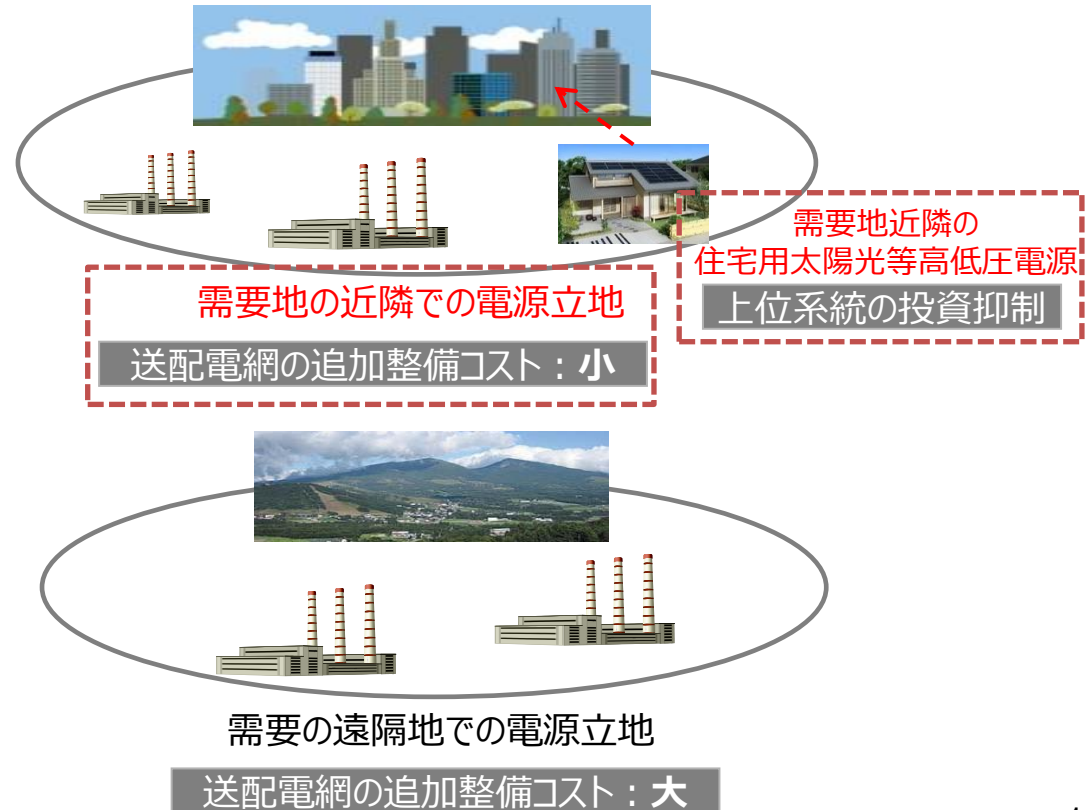 需要地近隣の
住宅用太陽光等高低圧電源
上位系統の投資抑制
需要地の近隣での電源立地
送配電網の追加整備コスト：小
需要の遠隔地での電源立地
送配電網の追加整備コスト：大